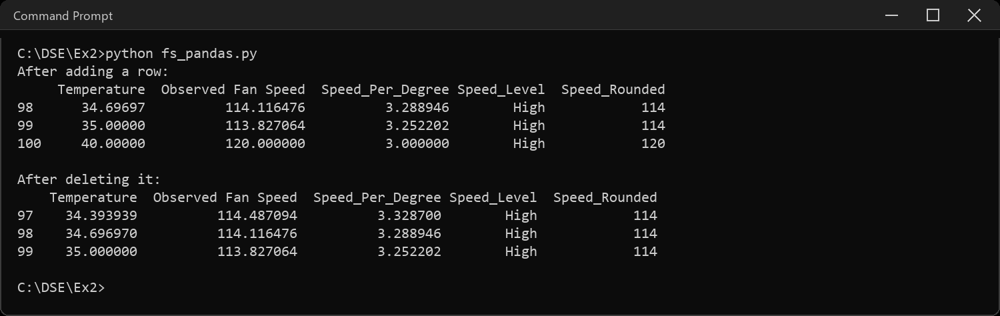 Command Prompt
C:\DSE\Ex2>python fs_pandas.py
After adding a row:
     Temperature  Observed Fan Speed  Speed_Per_Degree Speed_Level  Speed_Rounded
98      34.69697          114.116476          3.288946        High            114
99      35.00000          113.827064          3.252202        High            114
100     40.00000          120.000000          3.000000        High            120
After deleting it:
    Temperature  Observed Fan Speed  Speed_Per_Degree Speed_Level  Speed_Rounded
97    34.393939          114.487094          3.328700        High            114
98    34.696970          114.116476          3.288946        High            114
99    35.000000          113.827064          3.252202        High            114
C:\DSE\Ex2>